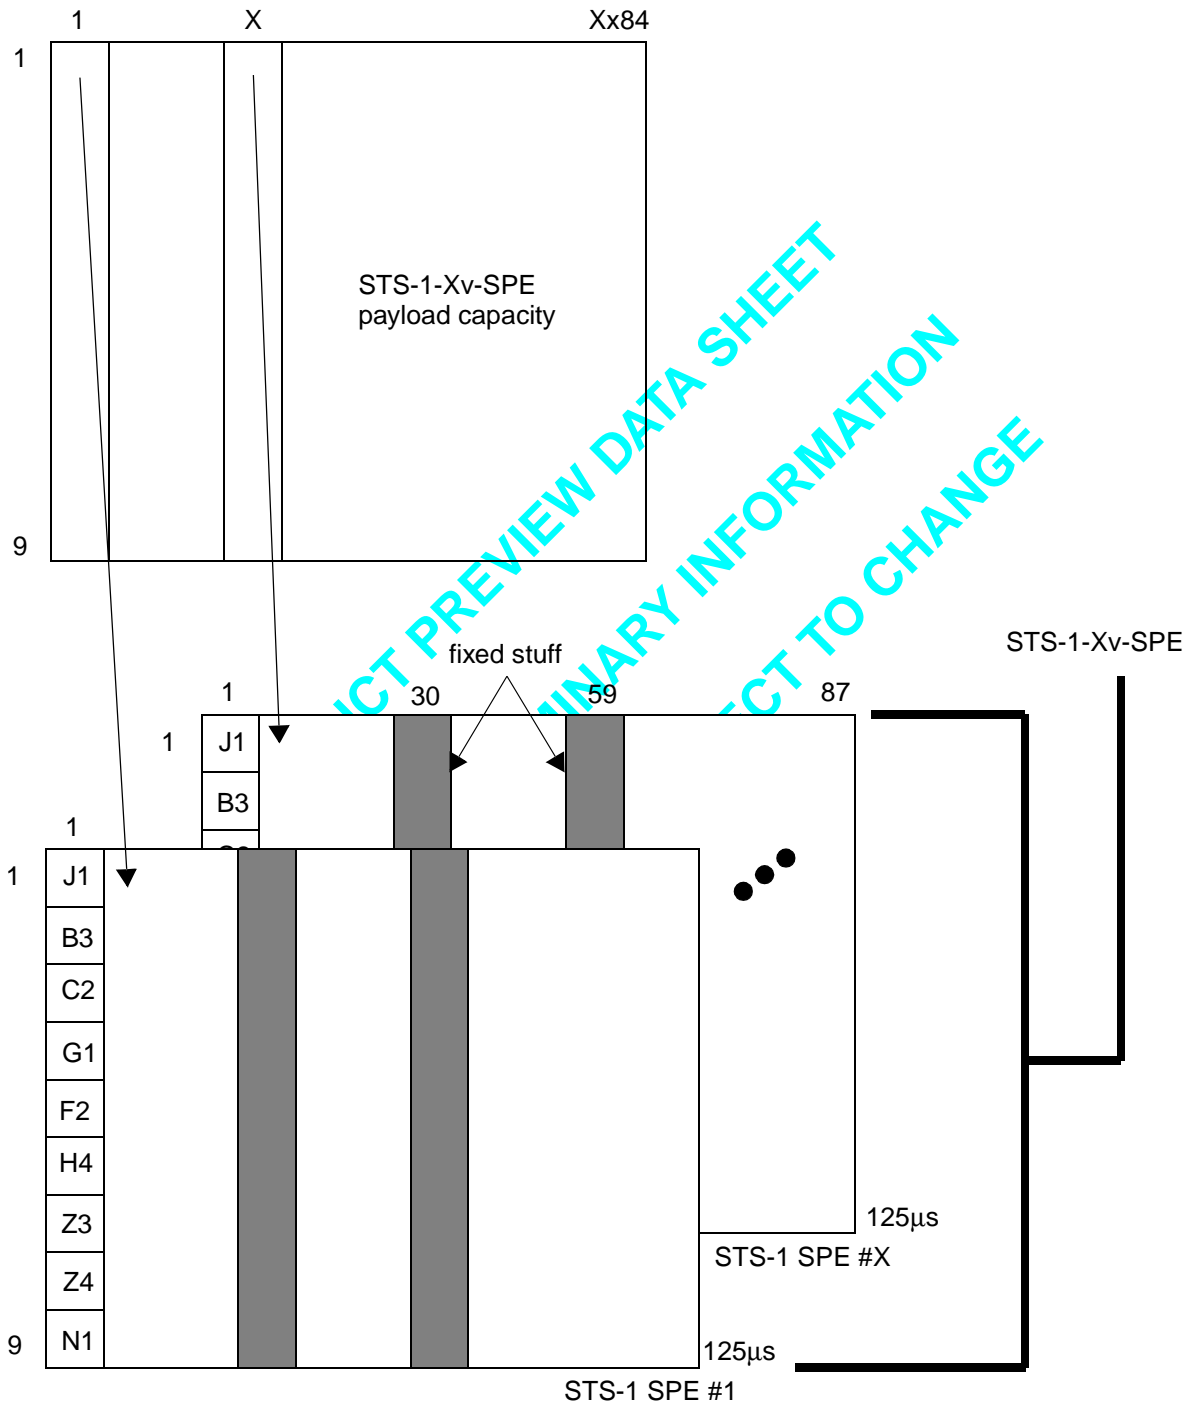 1 X Xx84
1
STS-1-Xv-SPE
payload capacity
9
PREVIEW DATA SHEET
INFORMATION
TO CHANGE
STS-1-Xv-SPE
fixed stuff
1 30 59 87
1 J1
B3
1
1 J1
B3
C2
G1
F2
H4
Z3
Z4
9 N1
125μs
STS-1 SPE #X
125μs
STS-1 SPE #1